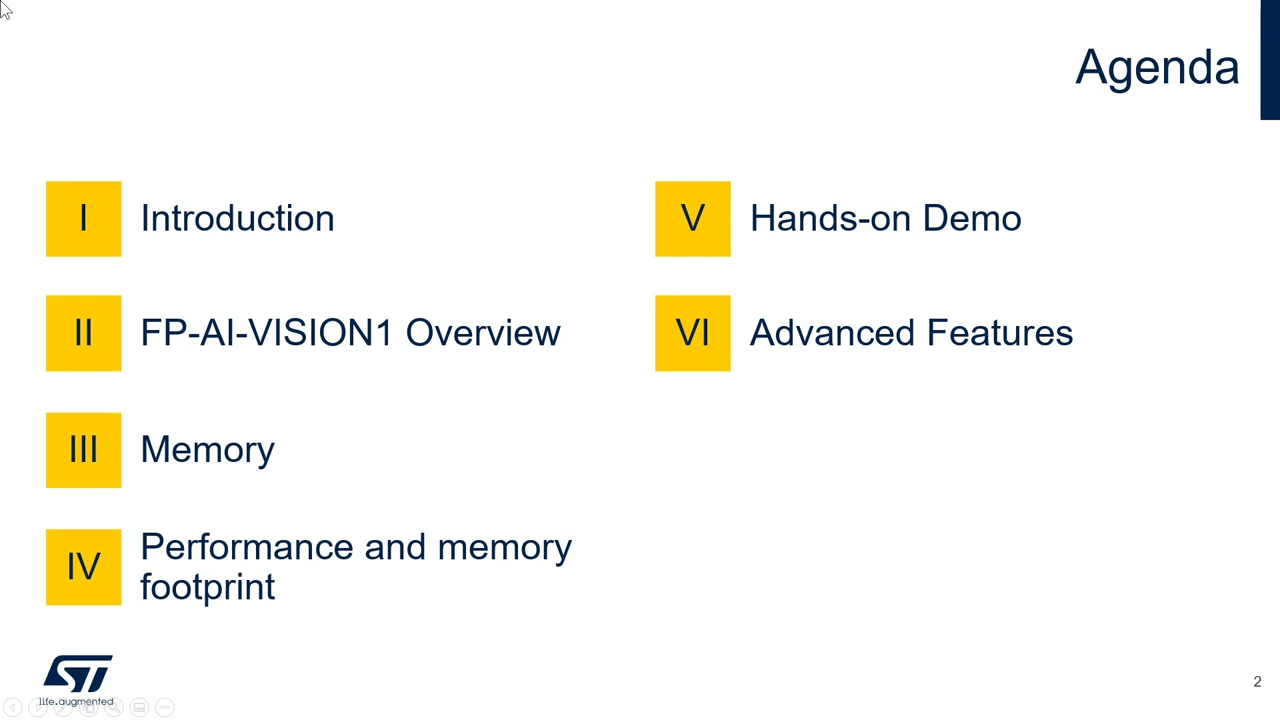 Agenda
I
Introduction
II
FP-AI-VISION1 Overview
III
Memory
IV
Performance and memory
footprint
V
Hands-on Demo
VI
Advanced Features
ST
life.augmented
2